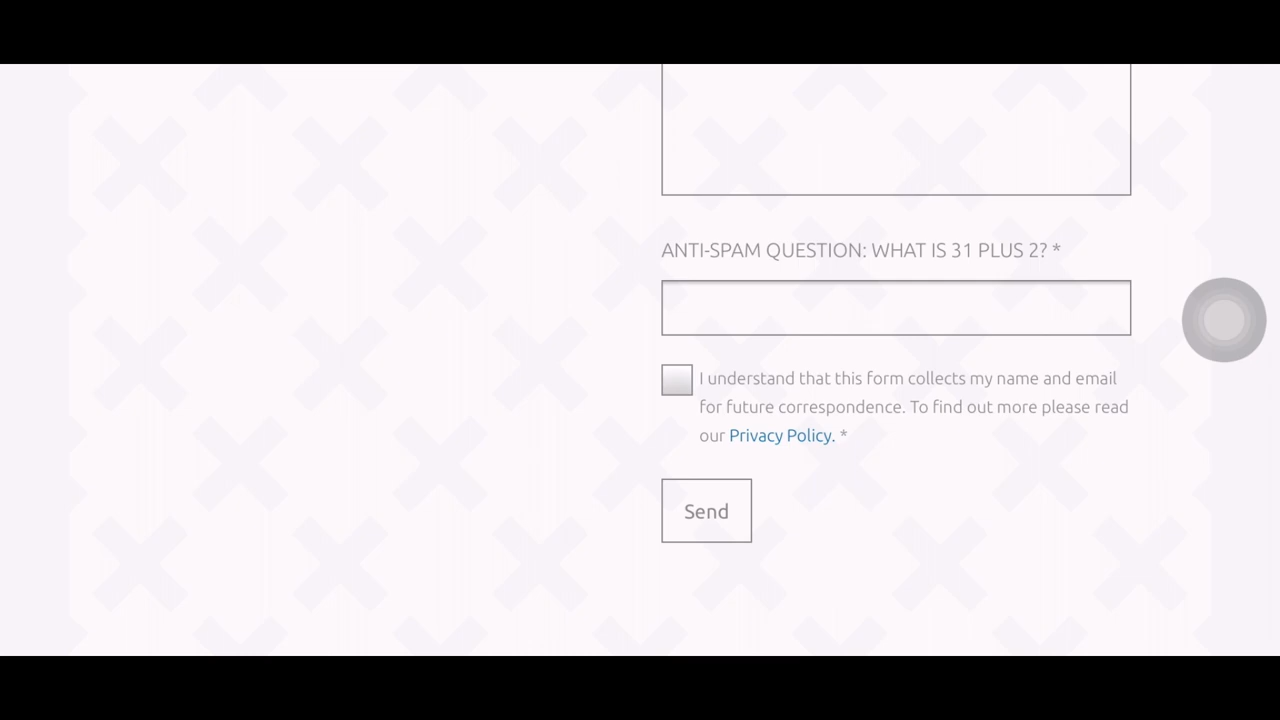 ANTI-SPAM QUESTION: WHAT IS 31 PLUS 2? *
I understand that this form collects my name and email
for future correspondence. To find out more please read
our Privacy Policy. *
Send